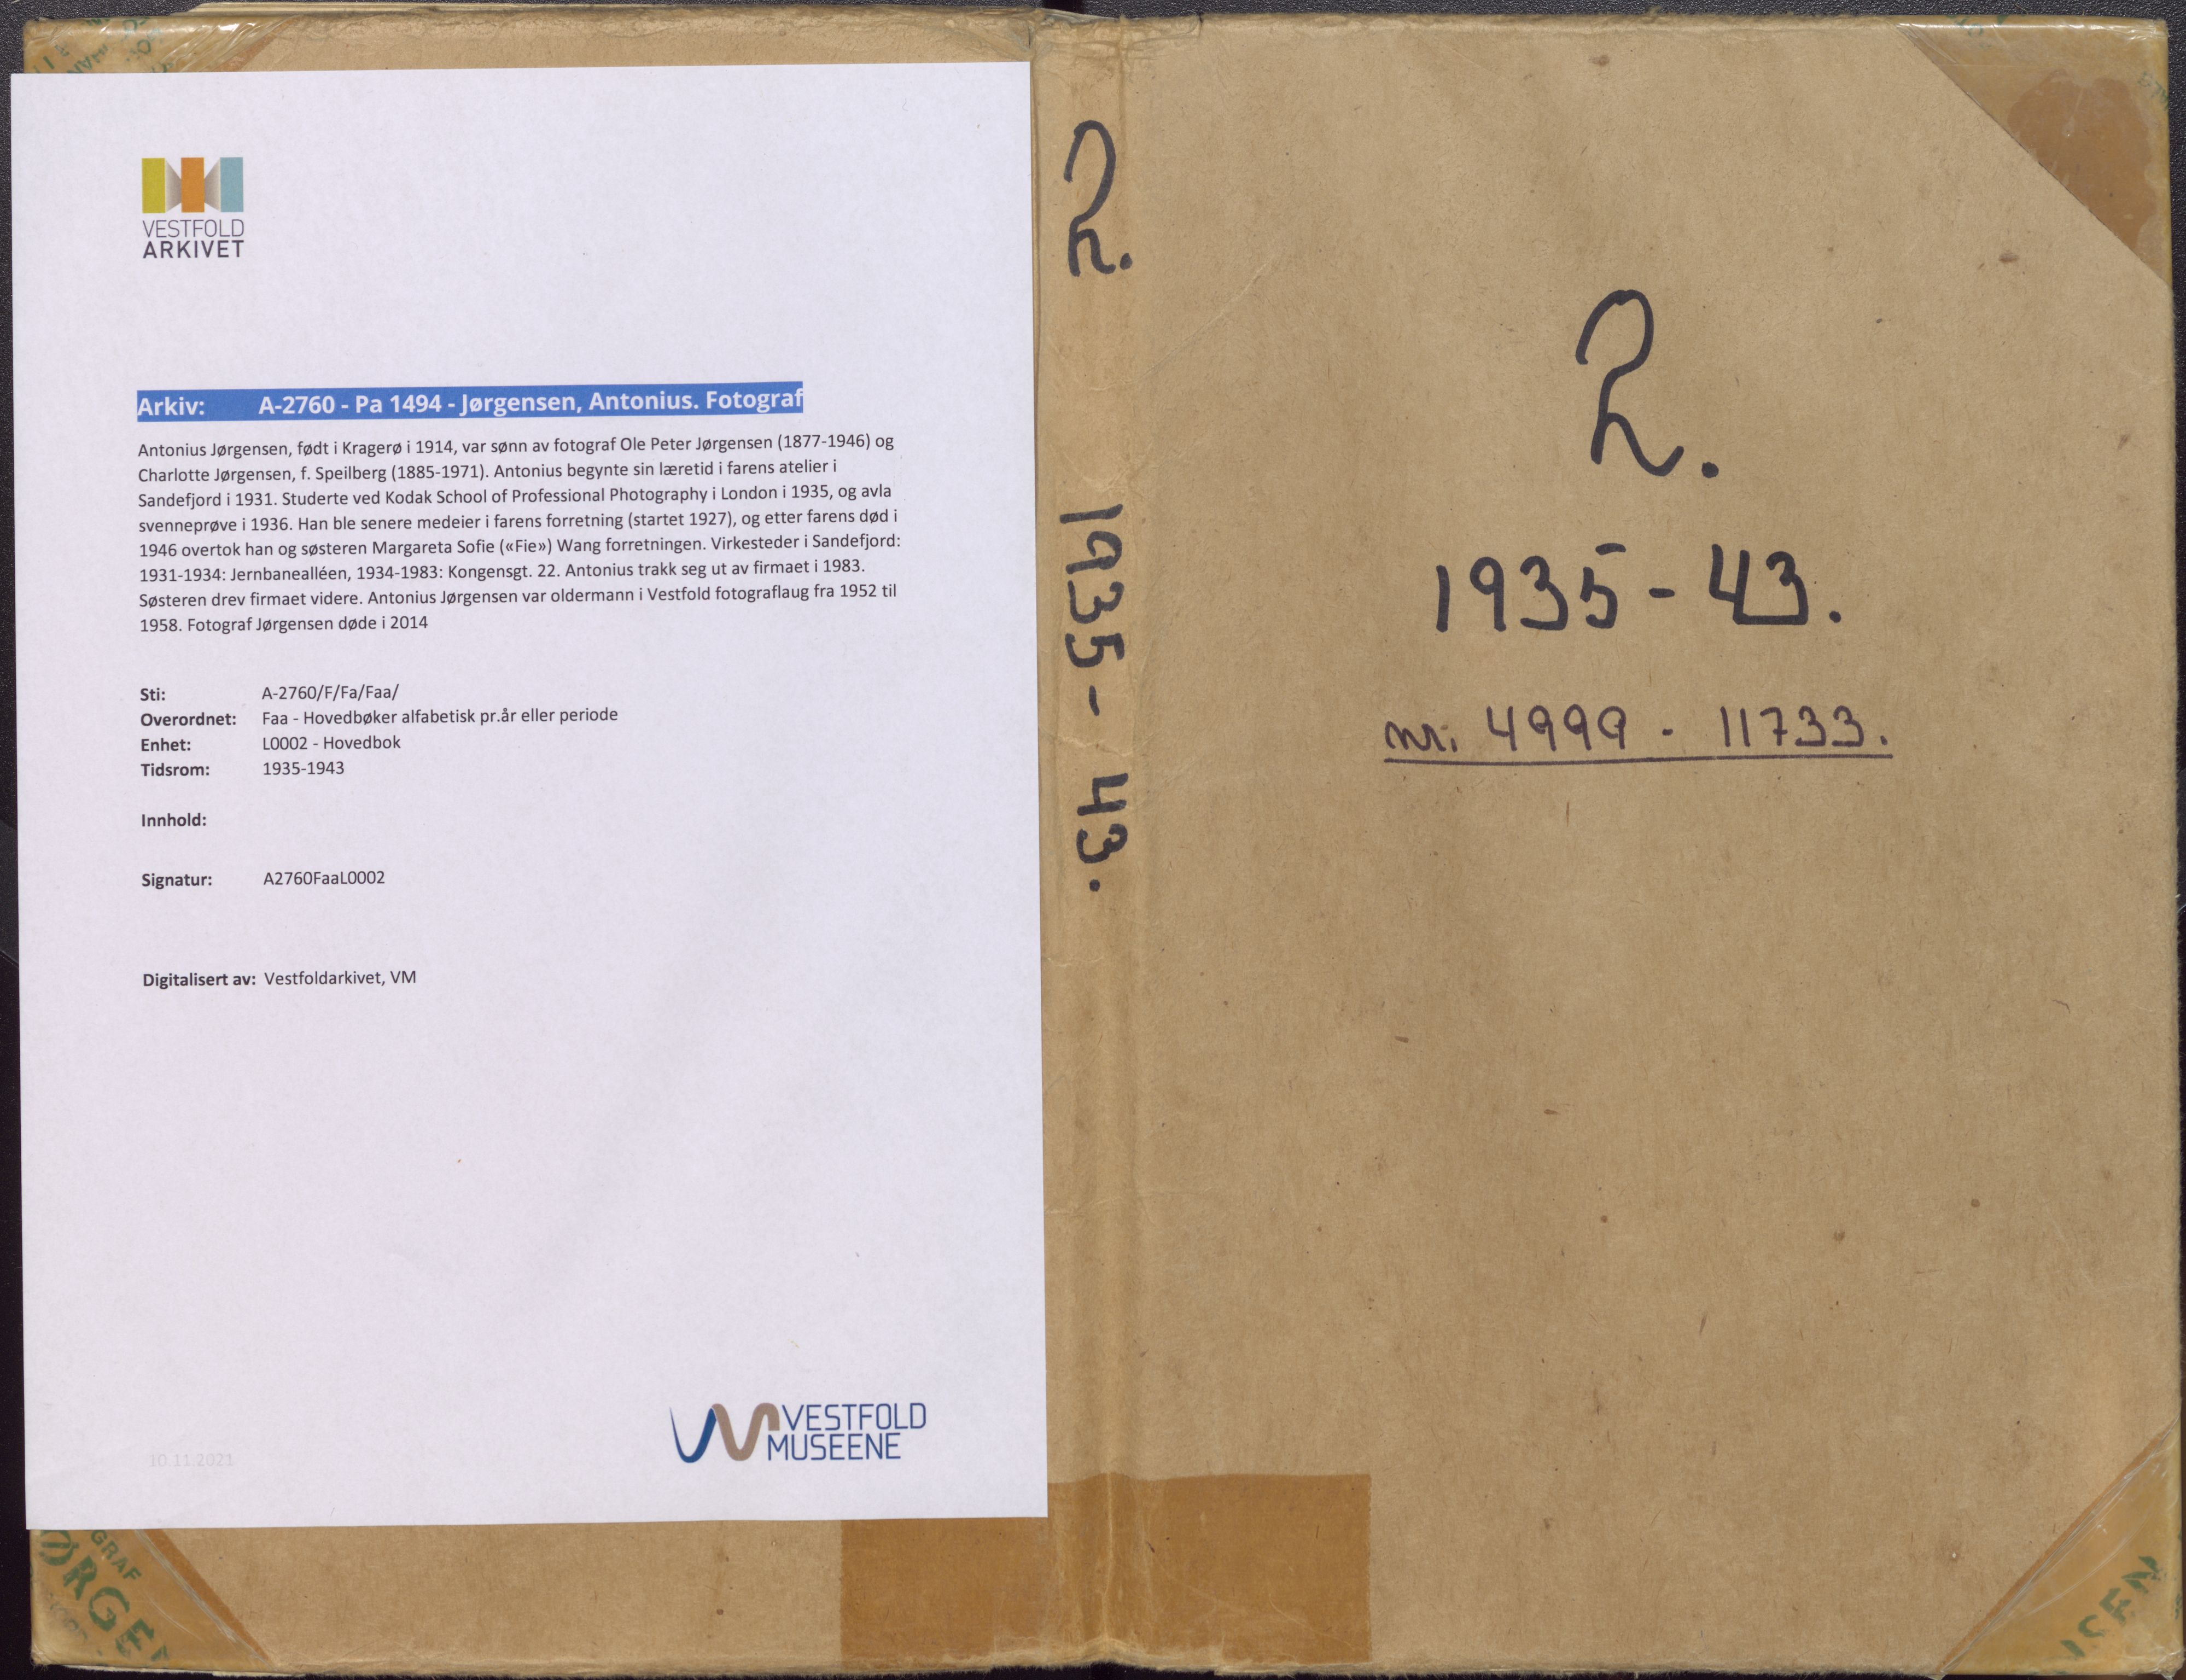 VESTFOLD
ARKIVET
Arkiv: A-2760 - Pa 1494 - Jørgensen, Antonius. Fotograf
Antonius Jørgensen, født i Kragerø i 1914, var sønn av fotograf Ole Peter Jørgensen (1877-1946) og
Charlotte Jørgensen, f. Speilberg (1885-1971). Antonius begynte sin læretid i farens atelier i
Sandefjord i 1931. Studerte ved Kodak School of Professional Photography i London i 1935, og avla
svenneprøve i 1936. Han ble senere medeier i farens forretning (startet 1927), og etter farens død i
1946 overtok han og søsteren Margareta Sofie («Fie») Wang forretningen. Virkesteder i Sandefjord:
1931-1934: Jernbanealléen, 1934-1983: Kongensgt. 22. Antonius trakk seg ut av firmaet i 1983.
Søsteren drev firmaet videre. Antonius Jørgensen var oldermann i Vestfold fotograflaug fra 1952 til
1958. Fotograf Jørgensen døde i 2014
Sti: A-2760/F/Fa/Faa/
Overordnet: Faa - Hovedbøker alfabetisk pr.år eller periode
Enhet: L0002 - Hovedbok
Tidsrom: 1935-1943
Innhold:
Signatur: A2760FaaL0002
Digitalisert av: Vestfoldarkivet, VM
10.11.2021
VESTFOLD
MUSEENE
GRAF
ØRGE
2.
1935 - 43.
2.
1935 - 43.
nr. 4999 - 11733.
SEN